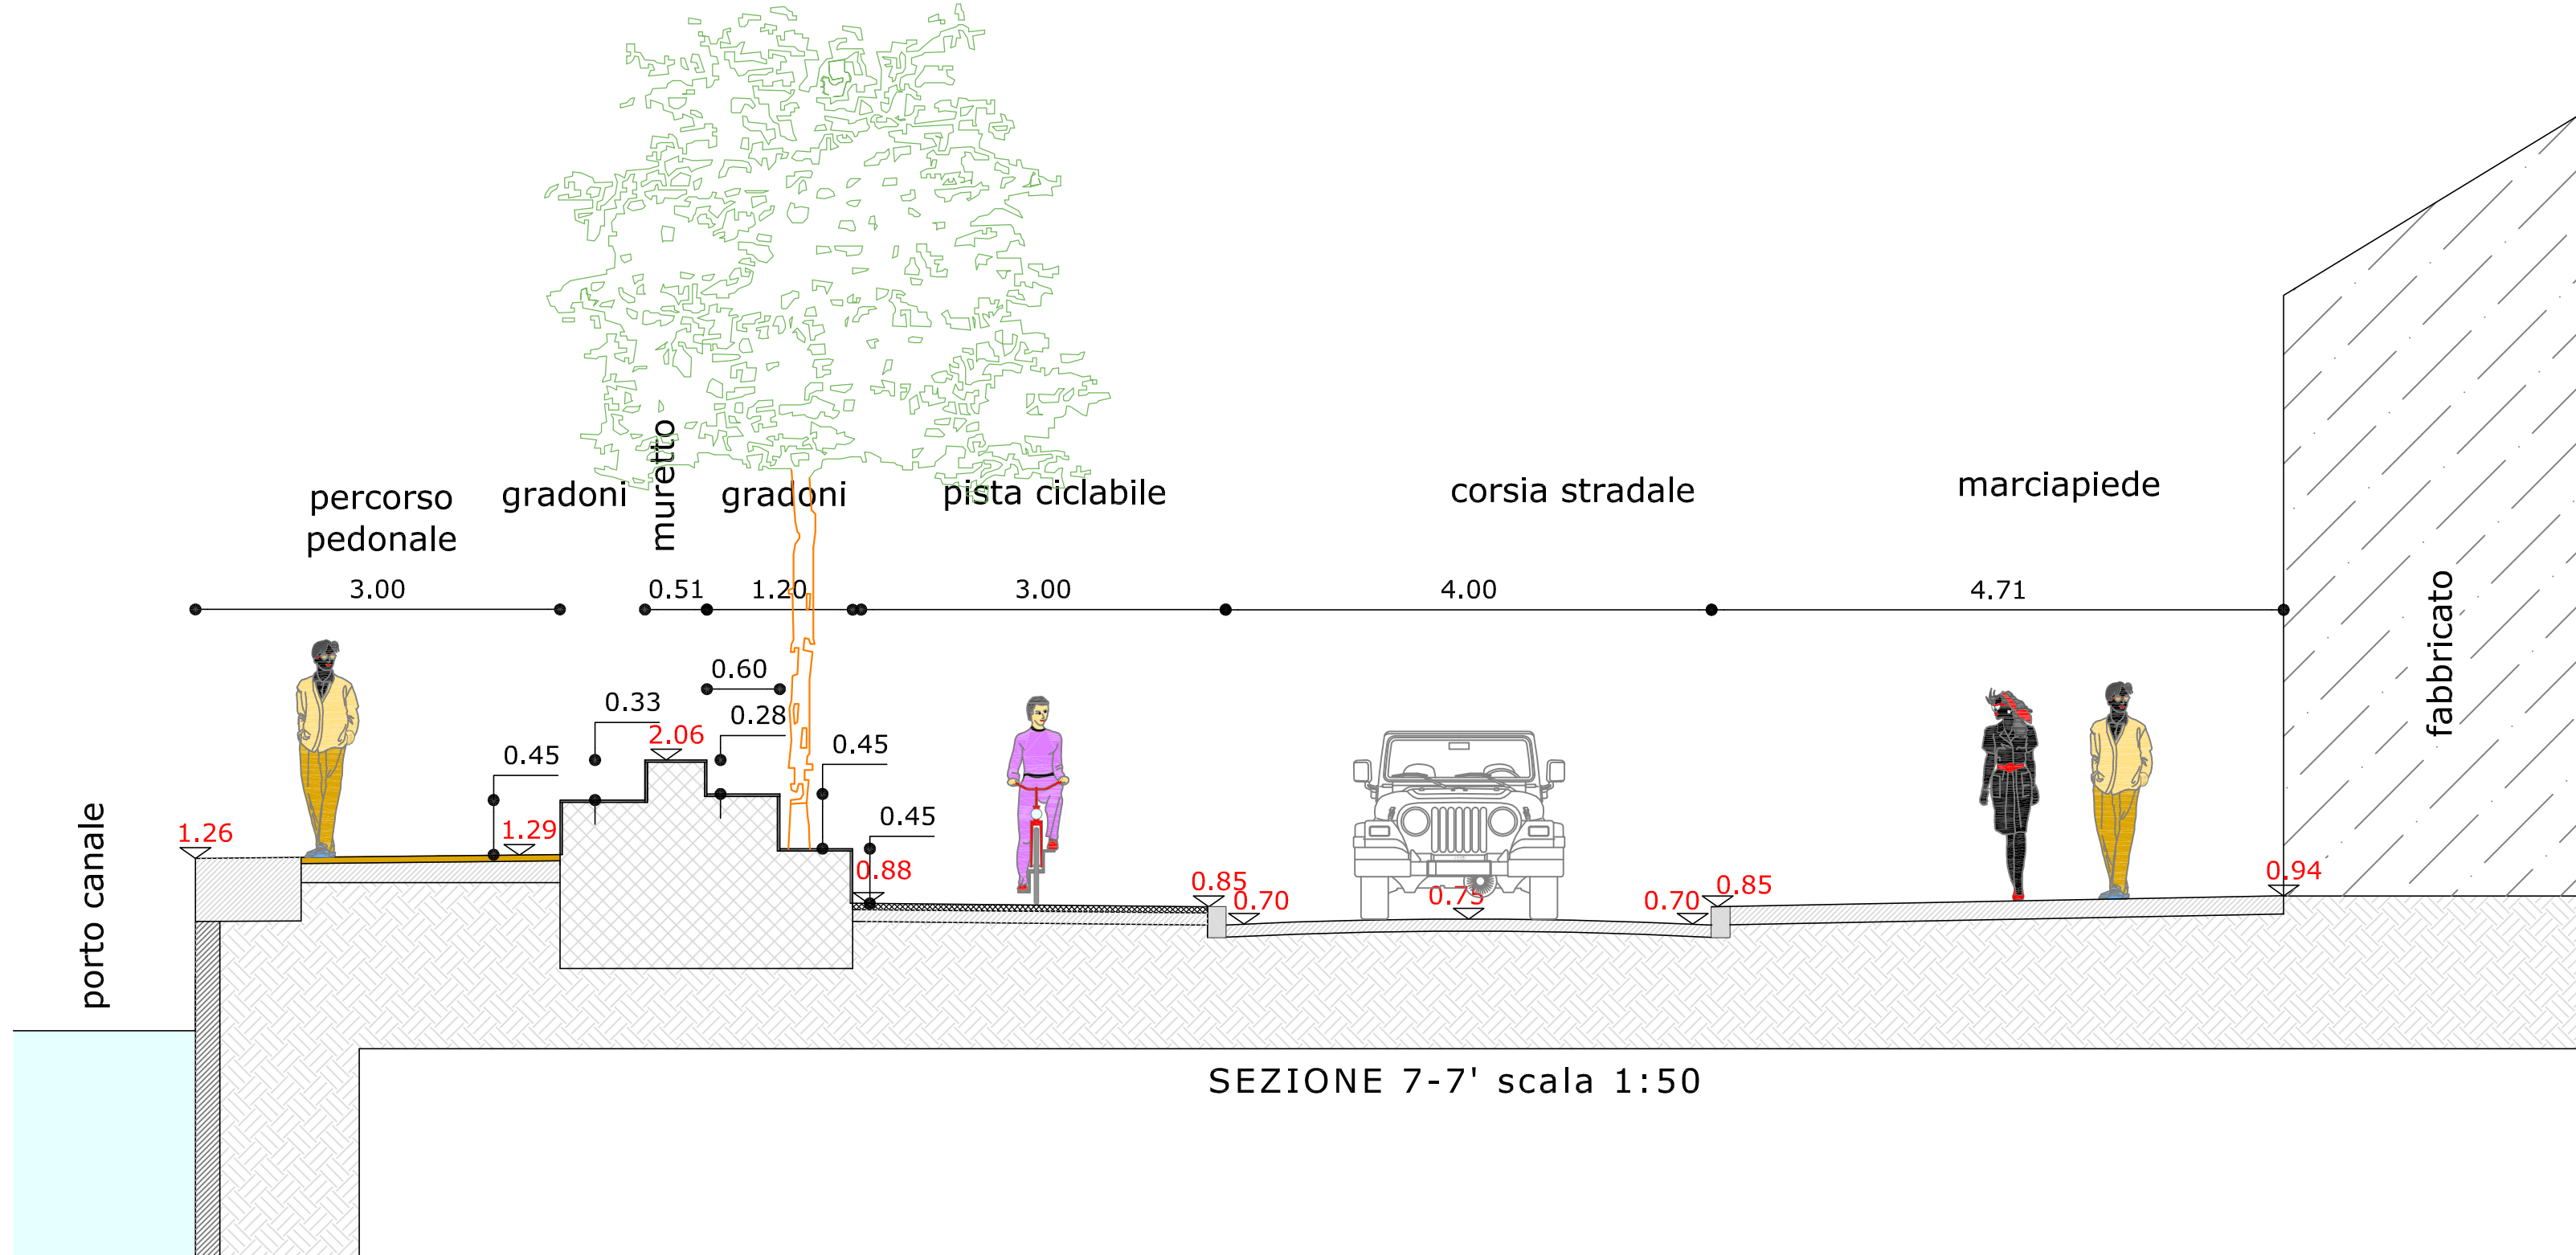 percorso
pedonale
gradoni
muretto
gradoni
pista ciclabile
corsia stradale
marciapiede
fabbricato
porto canale
3.00
0.51
1.20
3.00
4.00
4.71
0.60
0.33
0.28
2.06
0.45
0.45
0.45
1.26
1.29
0.88
0.85
0.70
0.75
0.70
0.85
0.94
SEZIONE 7-7' scala 1:50